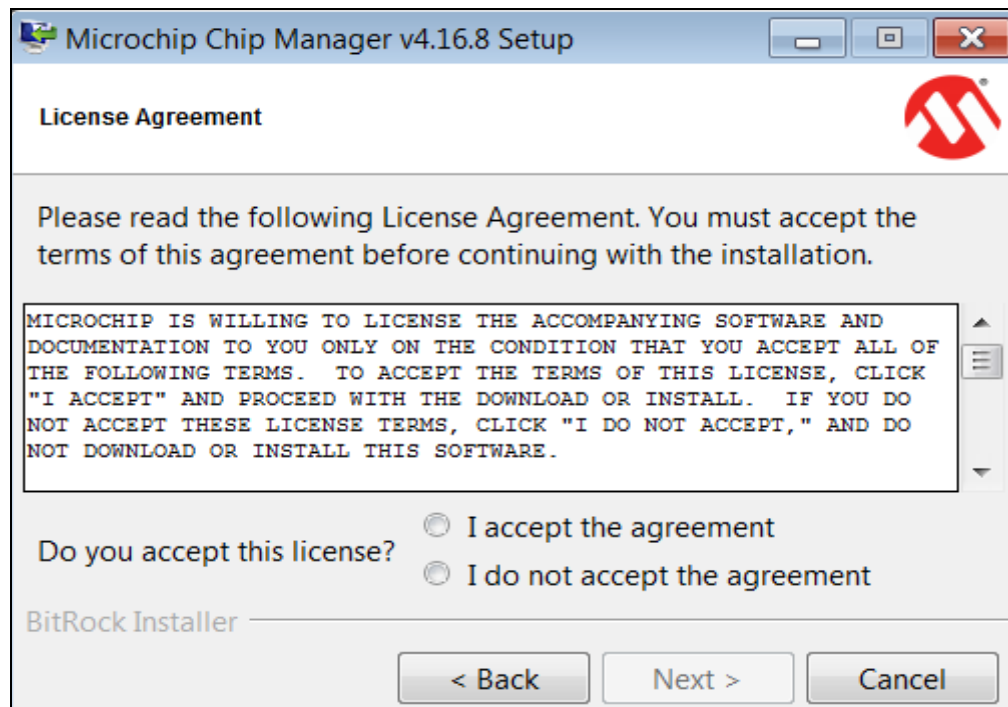 Microchip Chip Manager v4.16.8 Setup
License Agreement
Please read the following License Agreement. You must accept the
terms of this agreement before continuing with the installation.
MICROCHIP IS WILLING TO LICENSE THE ACCOMPANYING SOFTWARE AND
DOCUMENTATION TO YOU ONLY ON THE CONDITION THAT YOU ACCEPT ALL OF
THE FOLLOWING TERMS.  TO ACCEPT THE TERMS OF THIS LICENSE, CLICK
"I ACCEPT" AND PROCEED WITH THE DOWNLOAD OR INSTALL.  IF YOU DO
NOT ACCEPT THESE LICENSE TERMS, CLICK "I DO NOT ACCEPT," AND DO
NOT DOWNLOAD OR INSTALL THIS SOFTWARE.
Do you accept this license?
I accept the agreement
I do not accept the agreement
BitRock Installer
< Back Next > Cancel